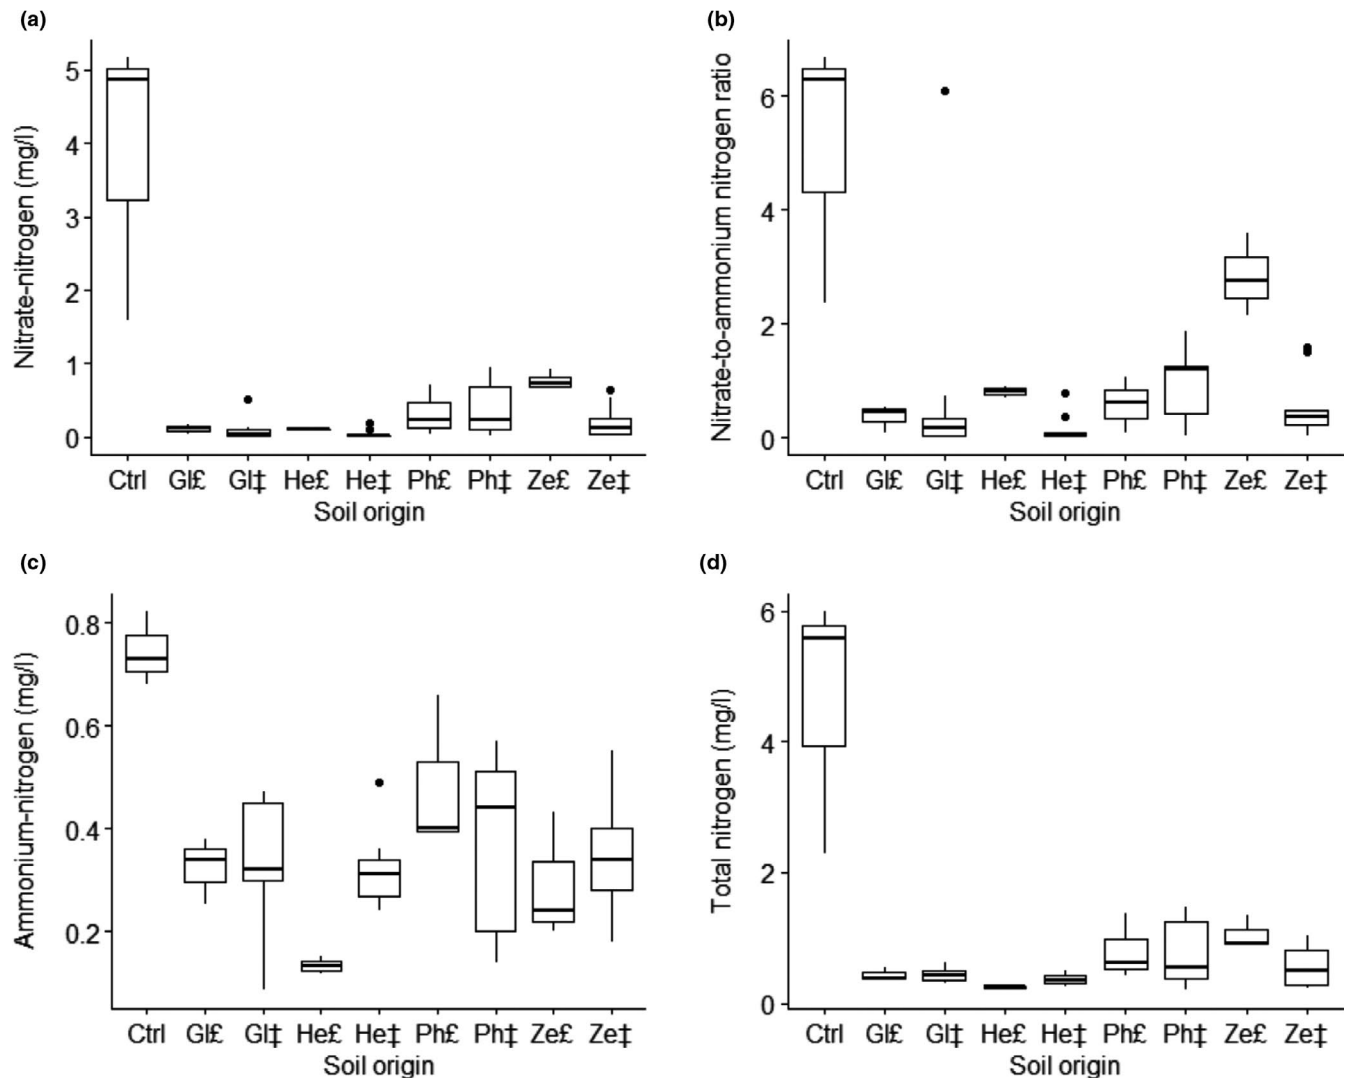 (a)
Nitrate-nitrogen (mg/l)
5
4
3
2
1
0
Ctrl Gl£ Gl‡ He£ He‡ Ph£ Ph‡ Ze£ Ze‡
Soil origin
(b)
Nitrate-to-ammonium nitrogen ratio
6
4
2
0
Ctrl Gl£ Gl‡ He£ He‡ Ph£ Ph‡ Ze£ Ze‡
Soil origin
(c)
Ammonium-nitrogen (mg/l)
0.8
0.6
0.4
0.2
Ctrl Gl£ Gl‡ He£ He‡ Ph£ Ph‡ Ze£ Ze‡
Soil origin
(d)
Total nitrogen (mg/l)
6
4
2
0
Ctrl Gl£ Gl‡ He£ He‡ Ph£ Ph‡ Ze£ Ze‡
Soil origin